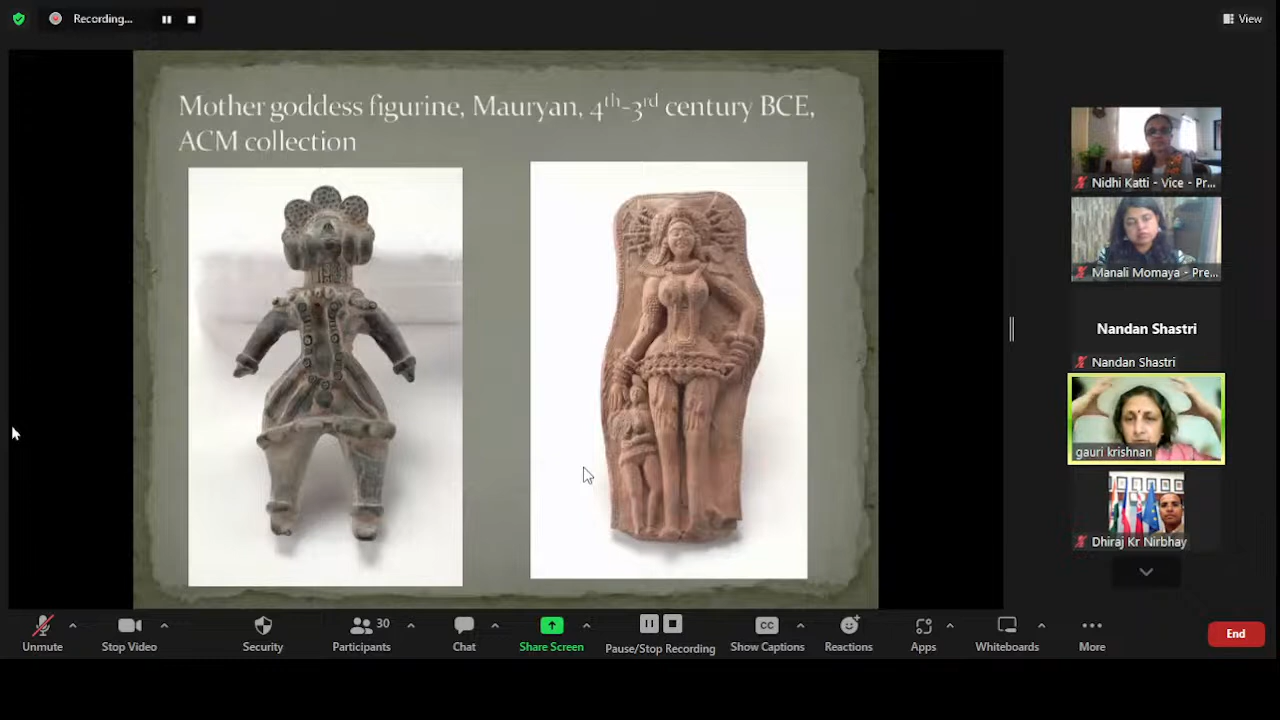 Recording...
View
Mother goddess figurine, Mauryan, 4th-3rd century BCE,
ACM collection
Nidhi Katti - Vice - Pr...
Manali Momaya - Pre...
Nandan Shastri
Nandan Shastri
gauri krishnan
Dhiraj Kr Nirbhay
Unmute
Stop Video
Security
30
Participants
Chat
Share Screen
Pause/Stop Recording
CC
Show Captions
Reactions
Apps
Whiteboards
More
End